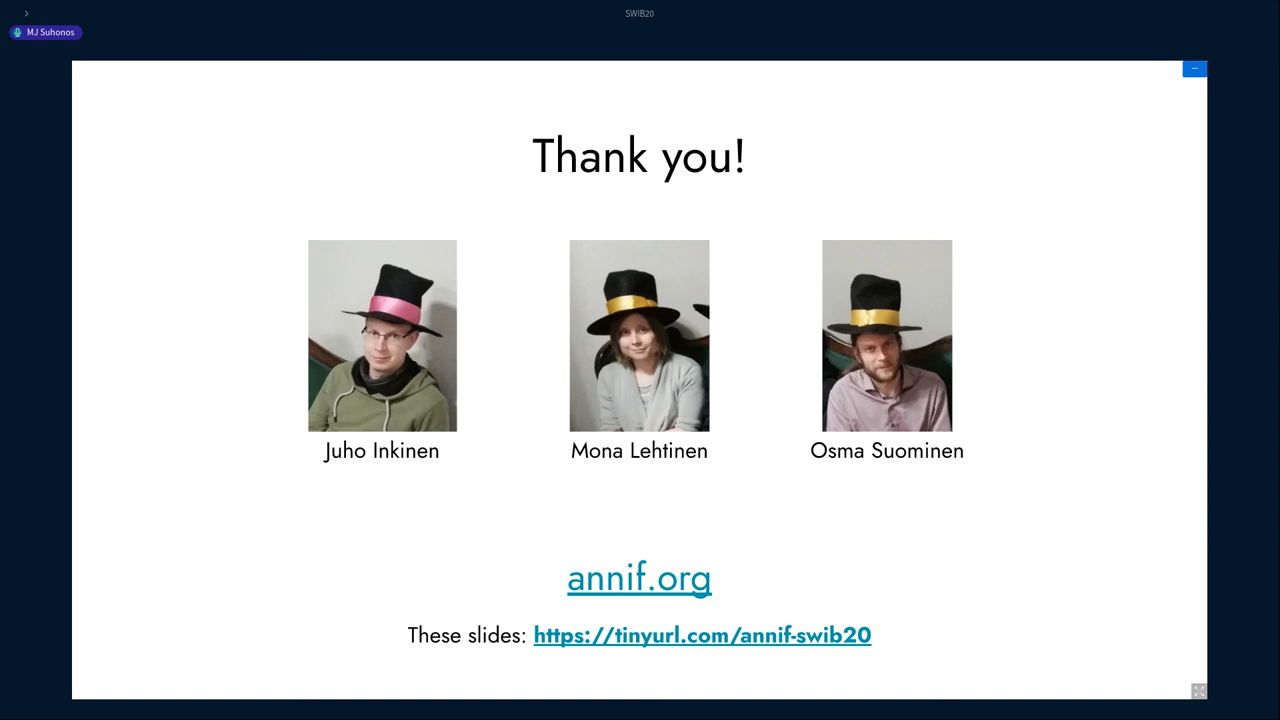 SWIB20
MJ Suhonos
Thank you!
Juho Inkinen
Mona Lehtinen
Osma Suominen
annif.org
These slides: https://tinyurl.com/annif-swib20